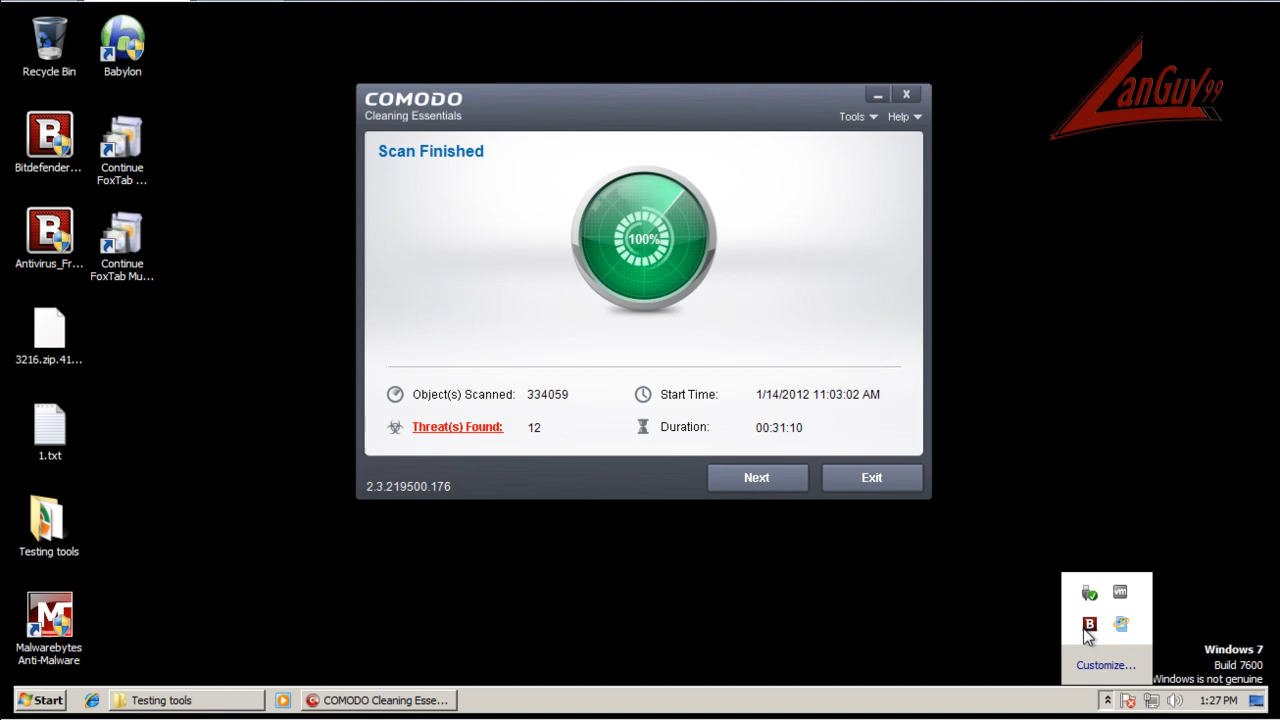 Recycle Bin
Babylon
Bitdefender...
Continue
FoxTab ...
Antivirus_Fr...
Continue
FoxTab Mu...
3216.zip.41...
1.txt
Testing tools
Malwarebytes
Anti-Malware
COMODO
Cleaning Essentials
Tools
Help
Scan Finished
100%
Object(s) Scanned: 334059
Start Time: 1/14/2012 11:03:02 AM
Threat(s) Found: 12
Duration: 00:31:10
2.3.219500.176
Next
Exit
LanGuy99
vm
Customize...
Windows 7
Build 7600
Windows is not genuine
Start
Testing tools
COMODO Cleaning Esse...
1:27 PM